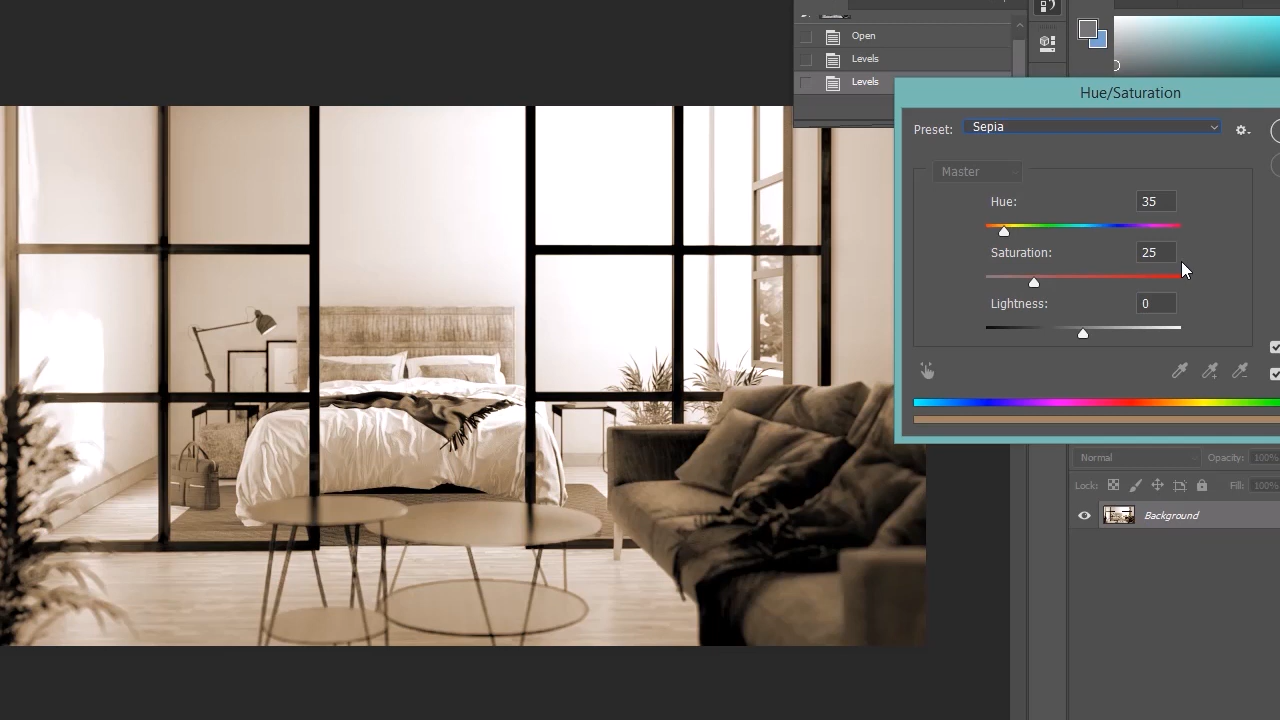 Open
Levels
Levels
Hue/Saturation
Preset: Sepia
Master
Hue: 35
Saturation: 25
Lightness: 0
Normal Opacity: 100%
Lock: Fill: 100%
Background